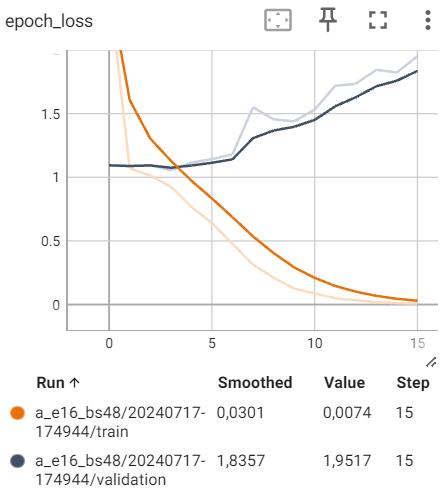 epoch_loss
1.5
1
0.5
0
0
5
10
15
Run ↑ Smoothed Value Step
a_e16_bs48/20240717- 0,0301 0,0074 15
174944/train
a_e16_bs48/20240717- 1,8357 1,9517 15
174944/validation